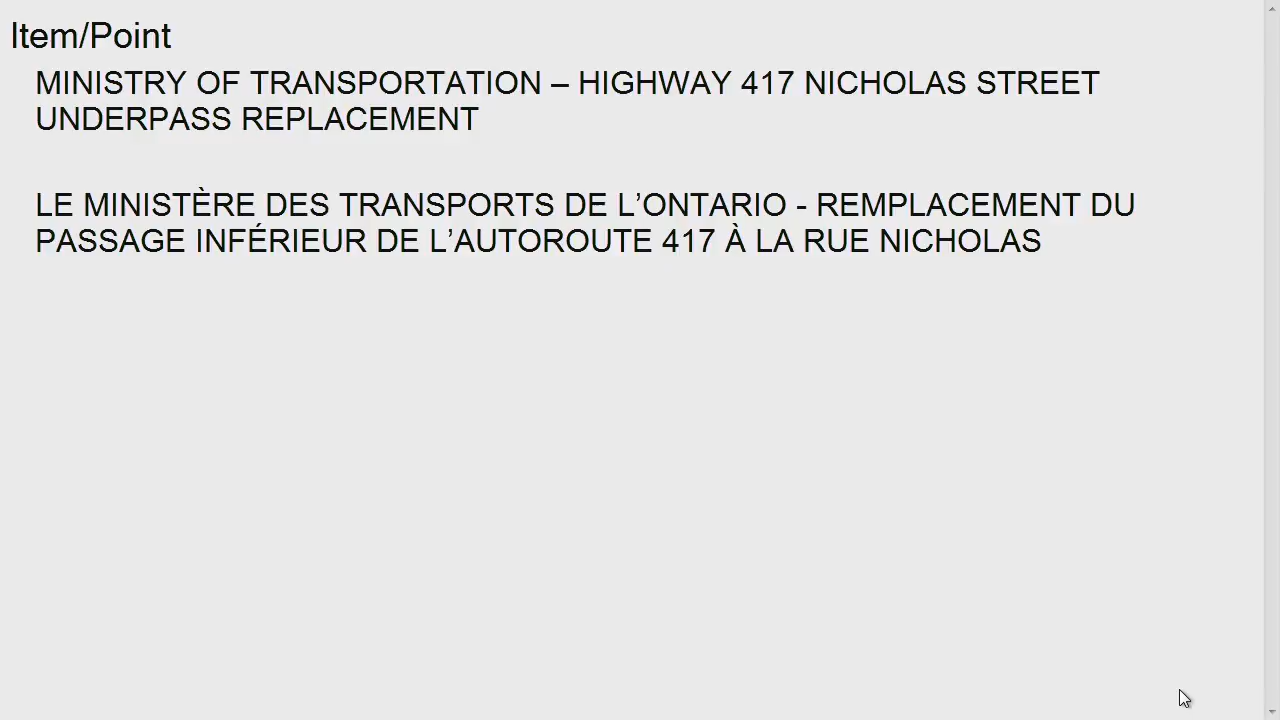 Item/Point
MINISTRY OF TRANSPORTATION – HIGHWAY 417 NICHOLAS STREET
UNDERPASS REPLACEMENT
LE MINISTÈRE DES TRANSPORTS DE L’ONTARIO - REMPLACEMENT DU
PASSAGE INFÉRIEUR DE L’AUTOROUTE 417 À LA RUE NICHOLAS